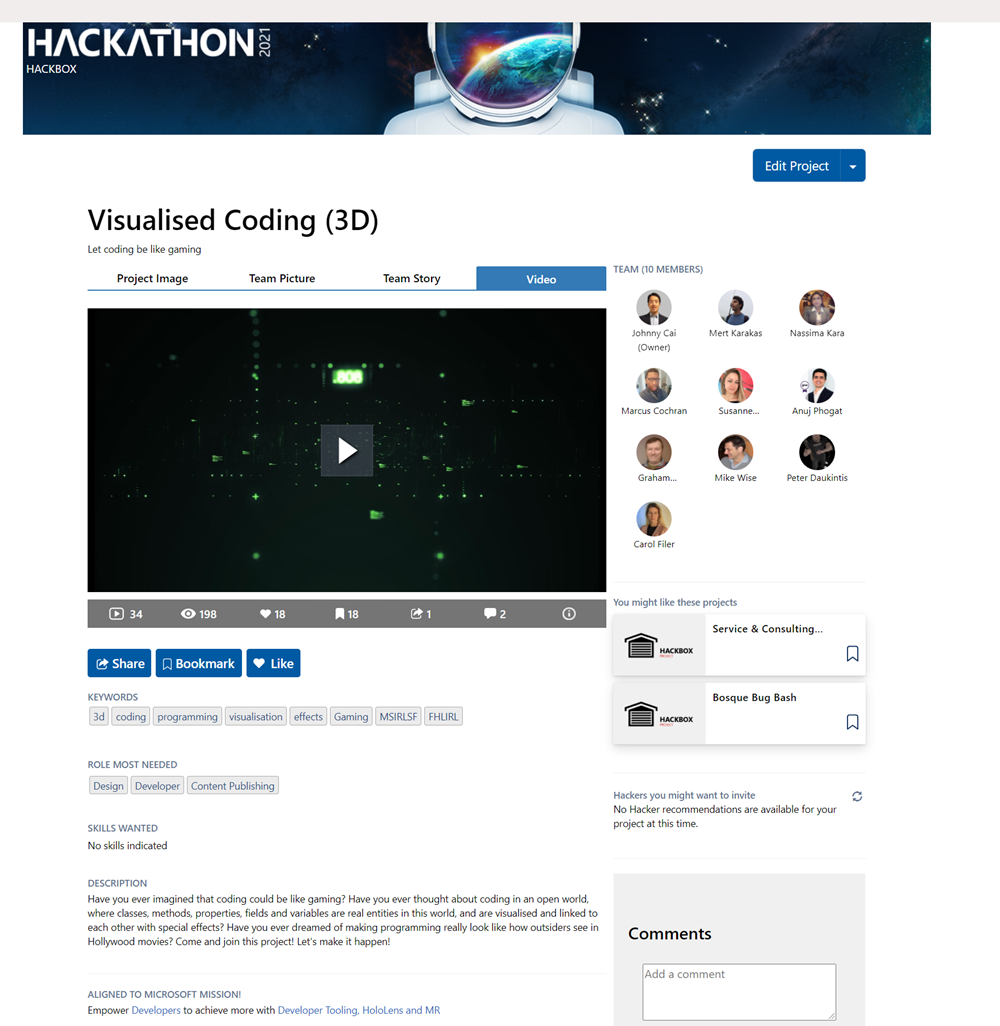 HACKATHON 2021
HACKBOX
Edit Project
Visualised Coding (3D)
Let coding be like gaming
Project Image
Team Picture
Team Story
Video
.808
34
198
18
18
1
2
Share
Bookmark
Like
KEYWORDS
3d
coding
programming
visualisation
effects
Gaming
MSIRLSF
FHLIRL
ROLE MOST NEEDED
Design
Developer
Content Publishing
SKILLS WANTED
No skills indicated
DESCRIPTION
Have you ever imagined that coding could be like gaming? Have you ever thought about coding in an open world,
where classes, methods, properties, fields and variables are real entities in this world, and are visualised and linked to
each other with special effects? Have you ever dreamed of making programming really look like how outsiders see in
Hollywood movies? Come and join this project! Let's make it happen!
ALIGNED TO MICROSOFT MISSION!
Empower Developers to achieve more with Developer Tooling, HoloLens and MR
TEAM (10 MEMBERS)
Johnny Cai
(Owner)
Mert Karakas
Nassima Kara
Marcus Cochran
Susanne...
Anuj Phogat
Graham...
Mike Wise
Peter Daukintis
Carol Filer
You might like these projects
HACKBOX
PROJECT
Service & Consulting...
HACKBOX
PROJECT
Bosque Bug Bash
Hackers you might want to invite
No Hacker recommendations are available for your
project at this time.
Comments
Add a comment